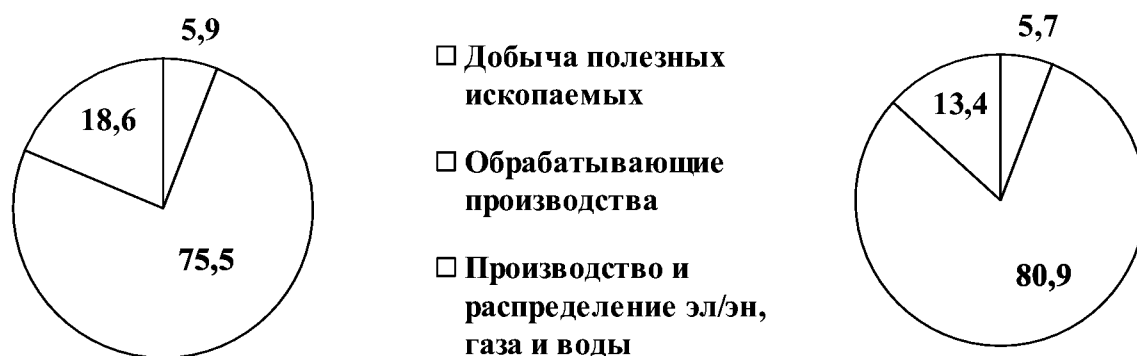 5,9
18,6
75,5
□ Добыча полезных
ископаемых
□ Обрабатывающие
производства
□ Производство и
распределение эл/эн,
газа и воды
5,7
13,4
80,9